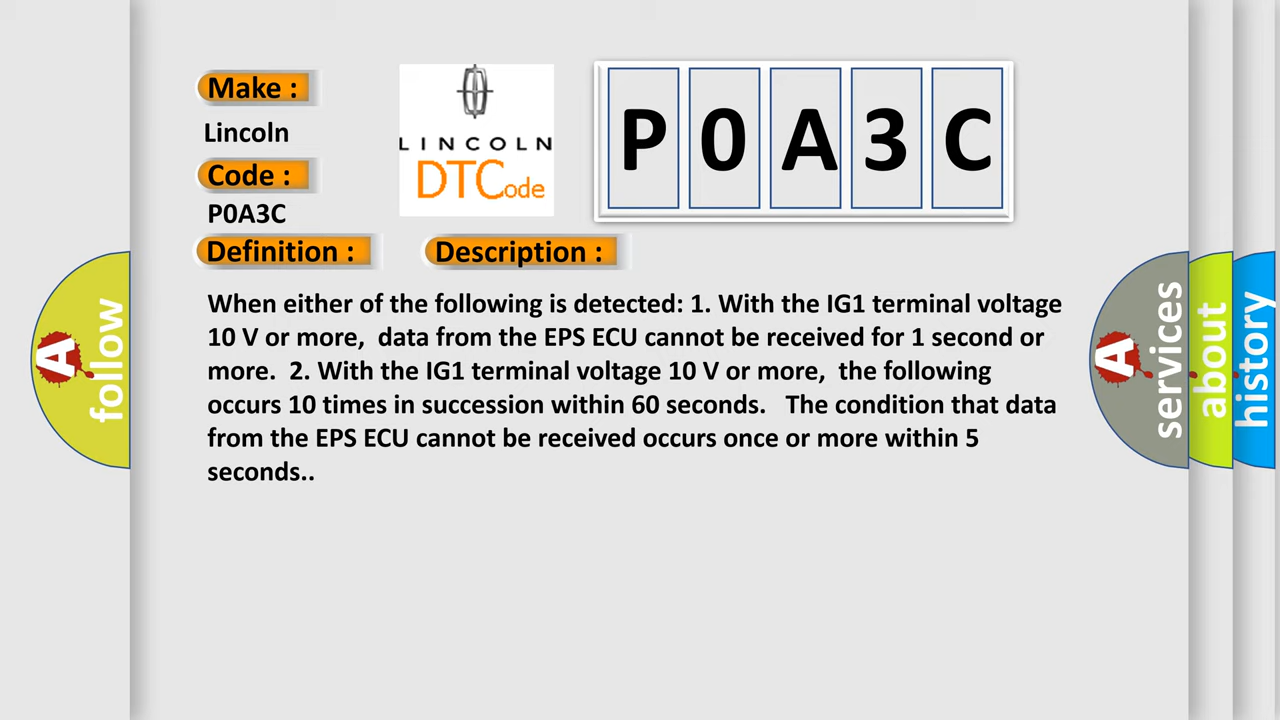 Make :
Lincoln
Code :
P0A3C
Definition :
Description :
LINCOLN
DTCode
P0A3C
When either of the following is detected: 1. With the IG1 terminal voltage
10 V or more,  data from the EPS ECU cannot be received for 1 second or
more.  2. With the IG1 terminal voltage 10 V or more,  the following
occurs 10 times in succession within 60 seconds.   The condition that data
from the EPS ECU cannot be received occurs once or more within 5
seconds..
A
follow
A
services
about
history